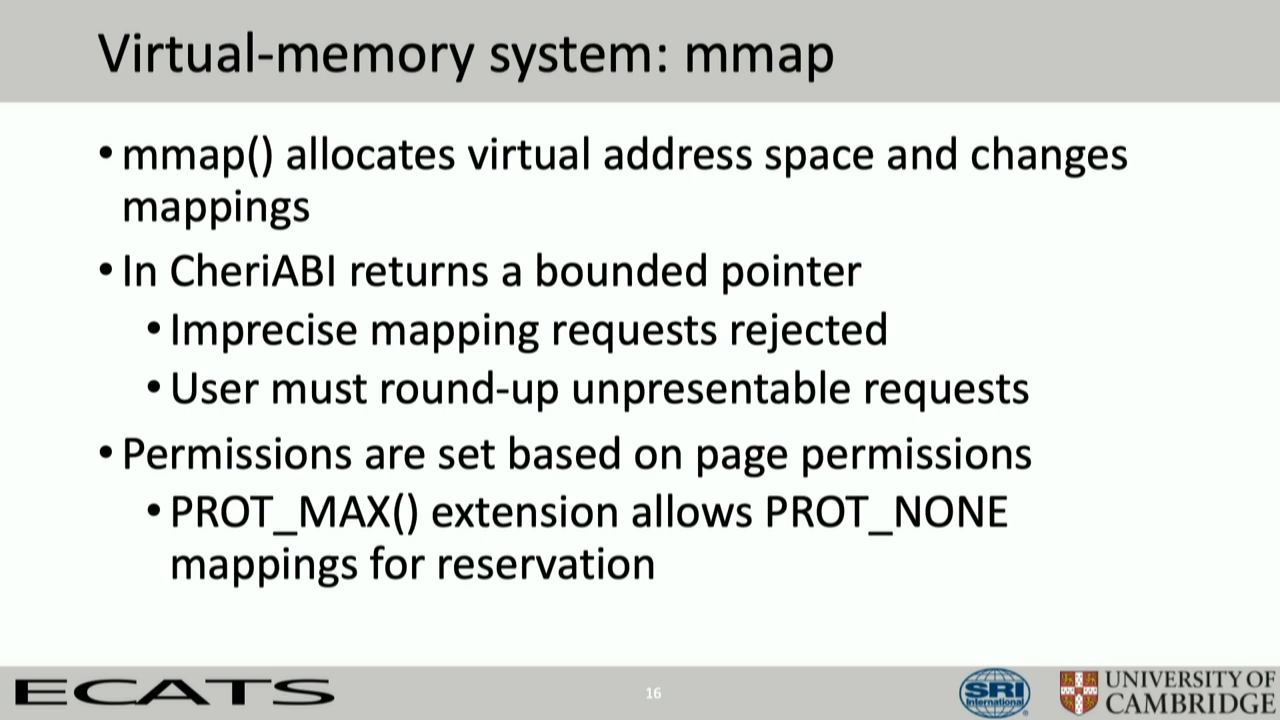 Virtual-memory system: mmap
• mmap() allocates virtual address space and changes
mappings
• In CheriABI returns a bounded pointer
• Imprecise mapping requests rejected
• User must round-up unpresentable requests
• Permissions are set based on page permissions
• PROT_MAX() extension allows PROT_NONE
mappings for reservation
ECATS
16
SRI
International
UNIVERSITY OF
CAMBRIDGE